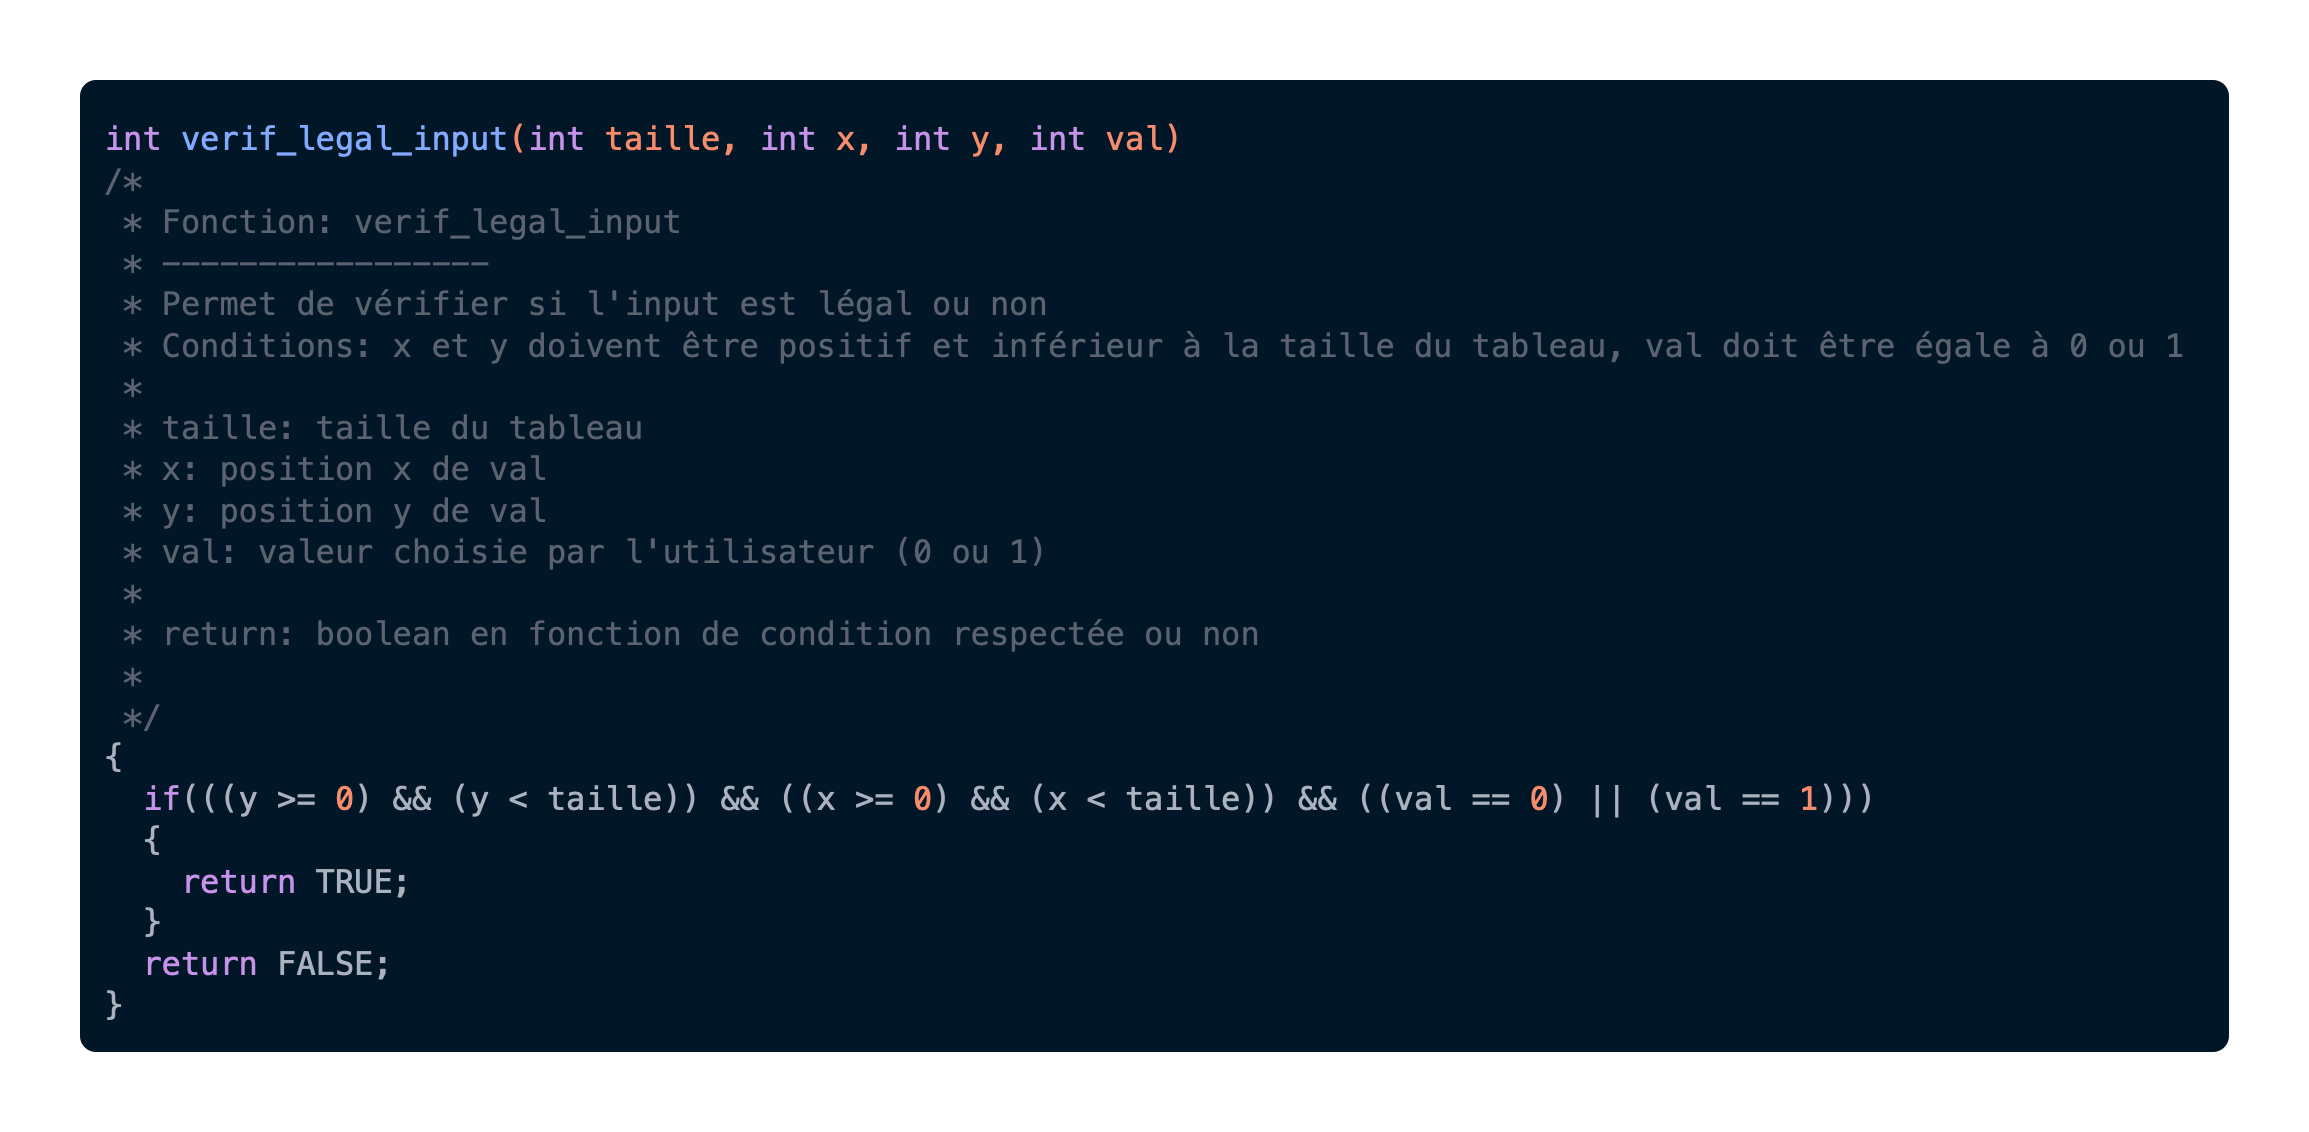 int verif_legal_input(int taille, int x, int y, int val)
/*
 * Fonction: verif_legal_input
 * -----------------
 * Permet de vérifier si l'input est légal ou non
 * Conditions: x et y doivent être positif et inférieur à la taille du tableau, val doit être égale à 0 ou 1
 *
 * taille: taille du tableau
 * x: position x de val
 * y: position y de val
 * val: valeur choisie par l'utilisateur (0 ou 1)
 *
 * return: boolean en fonction de condition respectée ou non
 *
 */
{
  if(((y >= 0) && (y < taille)) && ((x >= 0) && (x < taille)) && ((val == 0) || (val == 1)))
  {
    return TRUE;
  }
  return FALSE;
}